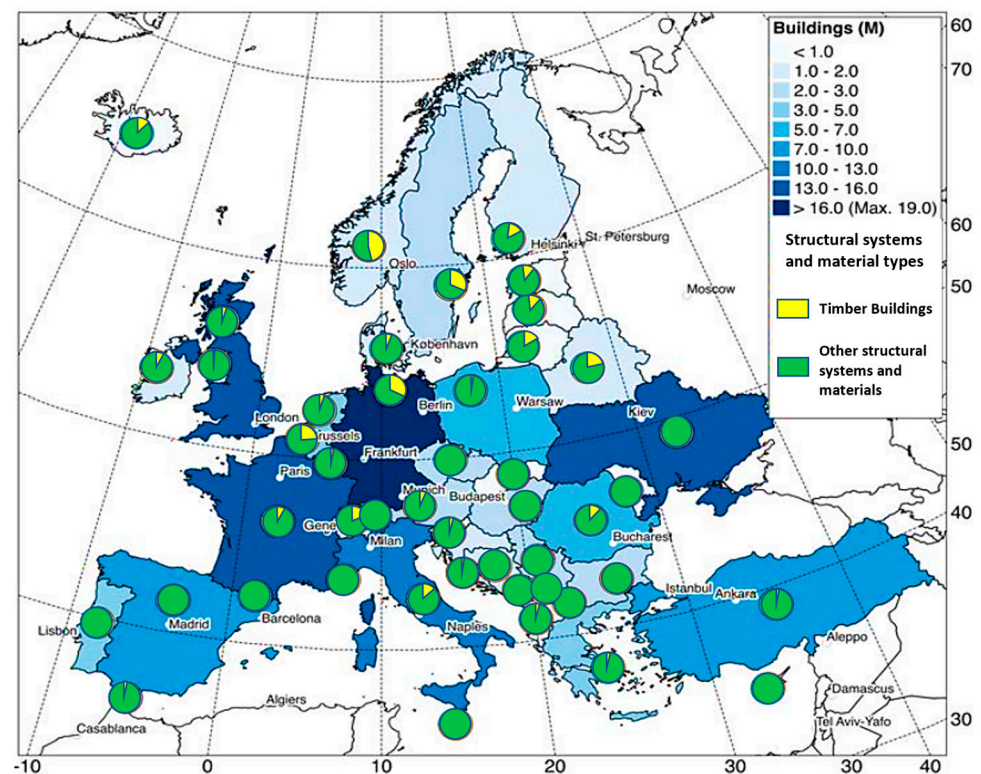 Buildings (M)
< 1.0
1.0 - 2.0
2.0 - 3.0
3.0 - 5.0
5.0 - 7.0
7.0 - 10.0
10.0 - 13.0
13.0 - 16.0
> 16.0 (Max. 19.0)
Structural systems
and material types
Timber Buildings
Other structural
systems and
materials
60
70
60
50
50
40
30
Helsinki
St. Petersburg
Oslo
Moscow
København
Berlin
Warsaw
London
Kiev
russels
Frankfurt
Paris
Munich
Budapest
Gene
Milan
Bucharest
Istanbul
Ankara
Barcelona
Madrid
Lisbon
Naples
Aleppo
Algiers
Damascus
Casablanca
Tel Aviv-Yafo
-10
0
10
20
30
30
40